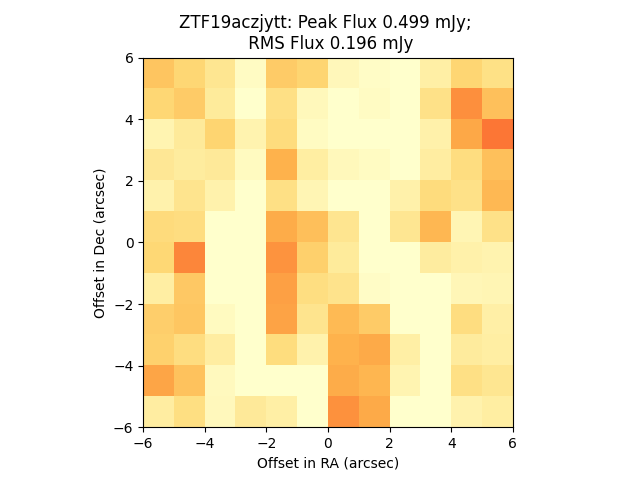 ZTF19aczjytt: Peak Flux 0.499 mJy;
RMS Flux 0.196 mJy
6
4
2
0
−2
−4
−6
Offset in Dec (arcsec)
−6 −4 −2 0 2 4 6
Offset in RA (arcsec)